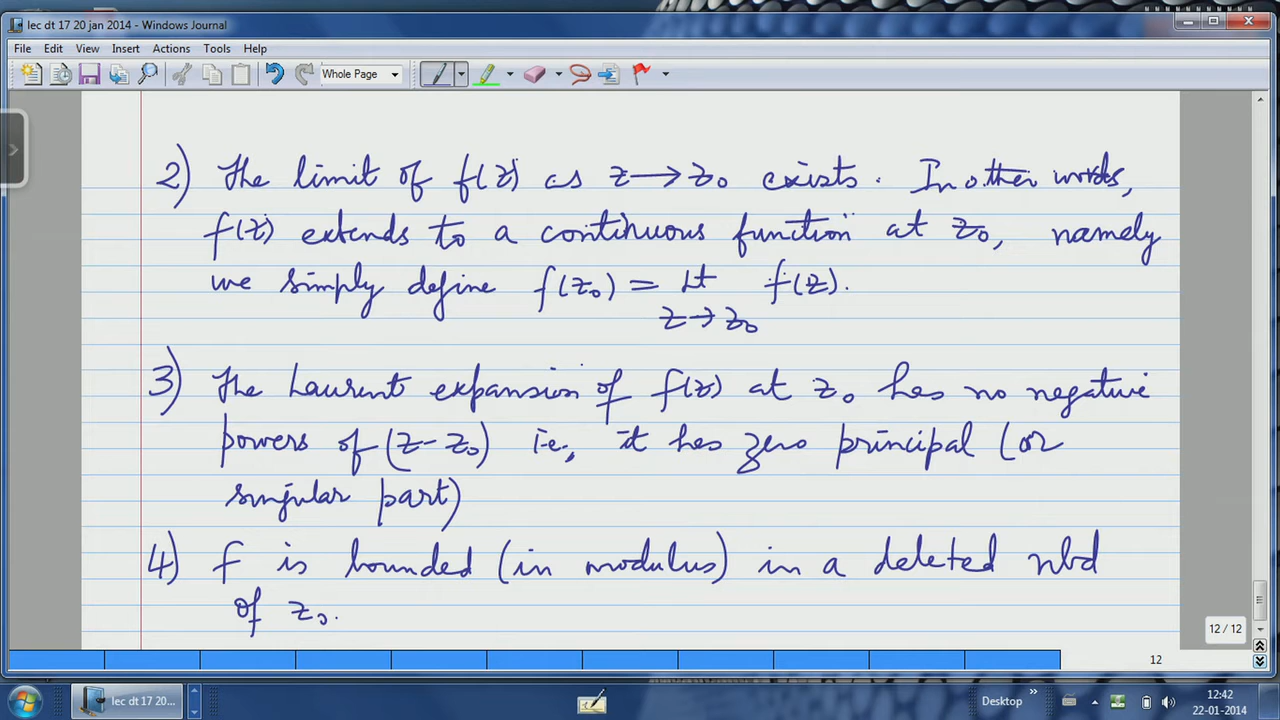 lec dt 17 20 jan 2014 - Windows Journal
File Edit View Insert Actions Tools Help
Whole Page
2) The limit of f(z) as z → z₀ exists. In other words,
f(z) extends to a continuous function at z₀, namely
we simply define f(z₀) = lt f(z).
z → z₀
3) The Laurent expansion of f(z) at z₀ has no negative
powers of (z - z₀) i.e., it has zero principal (or
singular part)
4) f is bounded (in modulus) in a deleted nbd
of z₀.
12 / 12
12
lec dt 17 20...
Desktop
12:42
22-01-2014